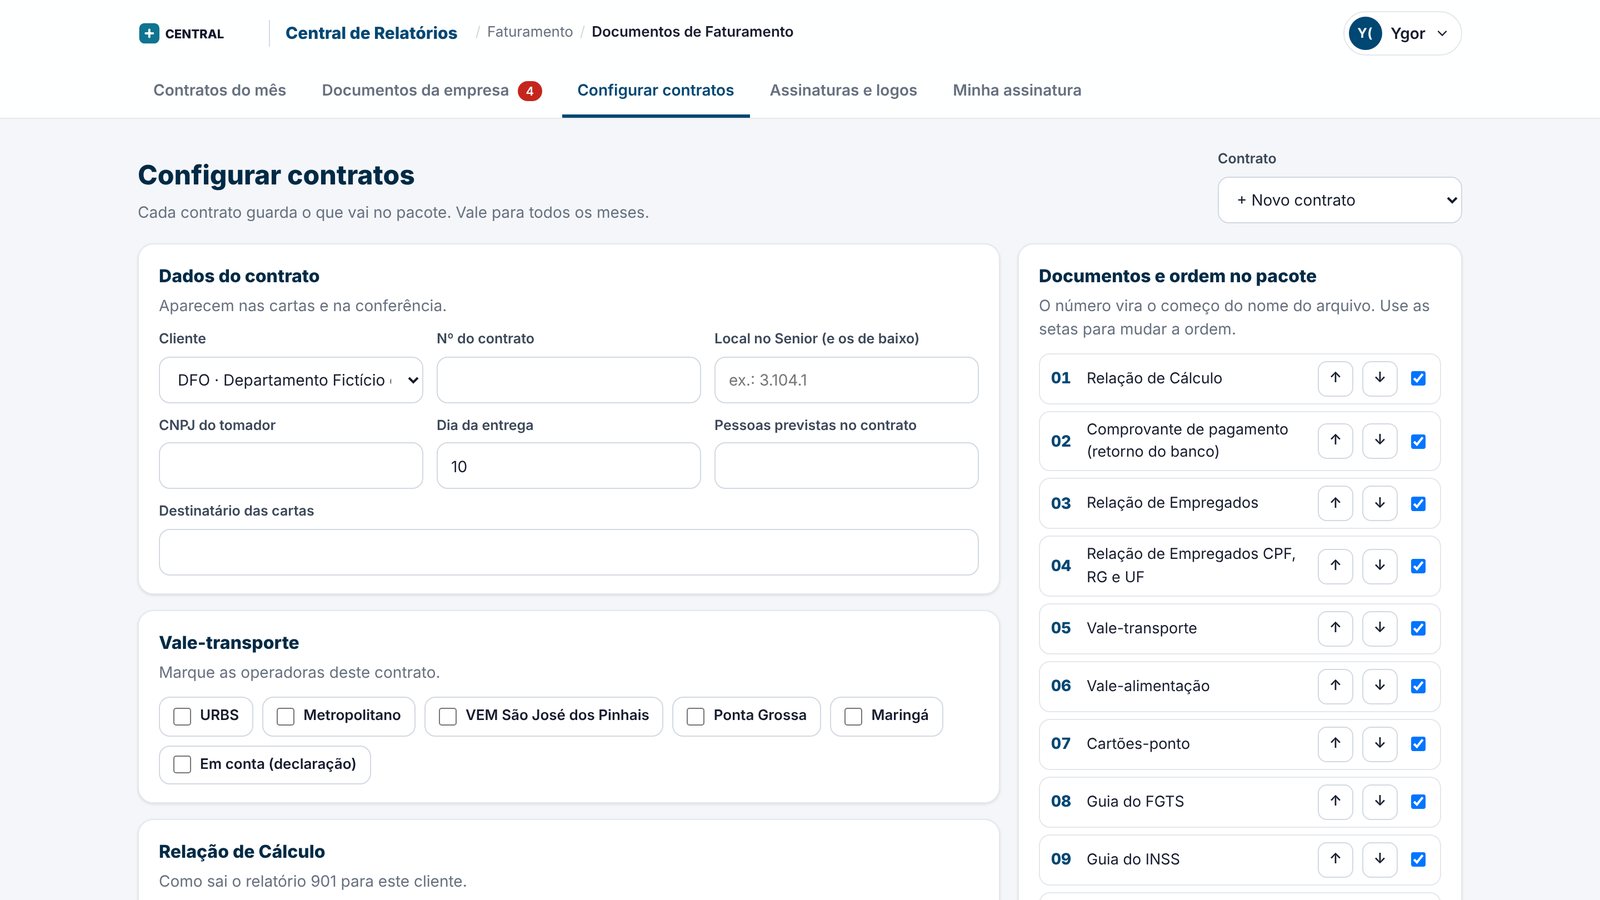 CENTRAL
Central de Relatórios / Faturamento / Documentos de Faturamento
Y( Ygor
Contratos do mês
Documentos da empresa 4
Configurar contratos
Assinaturas e logos
Minha assinatura
Configurar contratos
Cada contrato guarda o que vai no pacote. Vale para todos os meses.
Contrato
+ Novo contrato
Dados do contrato
Aparecem nas cartas e na conferência.
Cliente
DFO · Departamento Fictício
Nº do contrato
Local no Senior (e os de baixo)
ex.: 3.104.1
CNPJ do tomador
Dia da entrega
10
Pessoas previstas no contrato
Destinatário das cartas
Vale-transporte
Marque as operadoras deste contrato.
URBS
Metropolitano
VEM São José dos Pinhais
Ponta Grossa
Maringá
Em conta (declaração)
Relação de Cálculo
Como sai o relatório 901 para este cliente.
Documentos e ordem no pacote
O número vira o começo do nome do arquivo. Use as
setas para mudar a ordem.
01 Relação de Cálculo ↑ ↓
02 Comprovante de pagamento
(retorno do banco) ↑ ↓
03 Relação de Empregados ↑ ↓
04 Relação de Empregados CPF,
RG e UF ↑ ↓
05 Vale-transporte ↑ ↓
06 Vale-alimentação ↑ ↓
07 Cartões-ponto ↑ ↓
08 Guia do FGTS ↑ ↓
09 Guia do INSS ↑ ↓